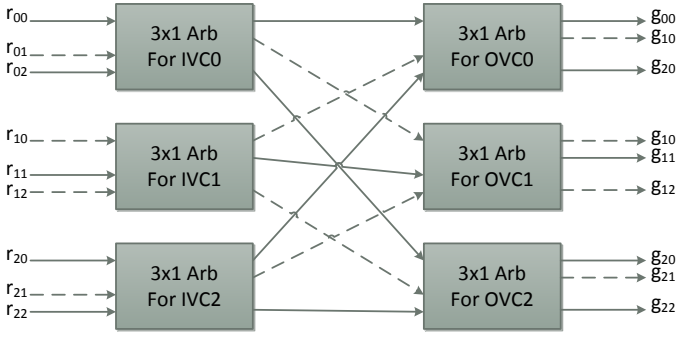 r00
3x1 Arb
For IVC0
3x1 Arb
For OVC0
g00
r01
g10
r02
g20
r10
3x1 Arb
For IVC1
3x1 Arb
For OVC1
g10
r11
g11
r12
g12
r20
3x1 Arb
For IVC2
3x1 Arb
For OVC2
g20
r21
g21
r22
g22